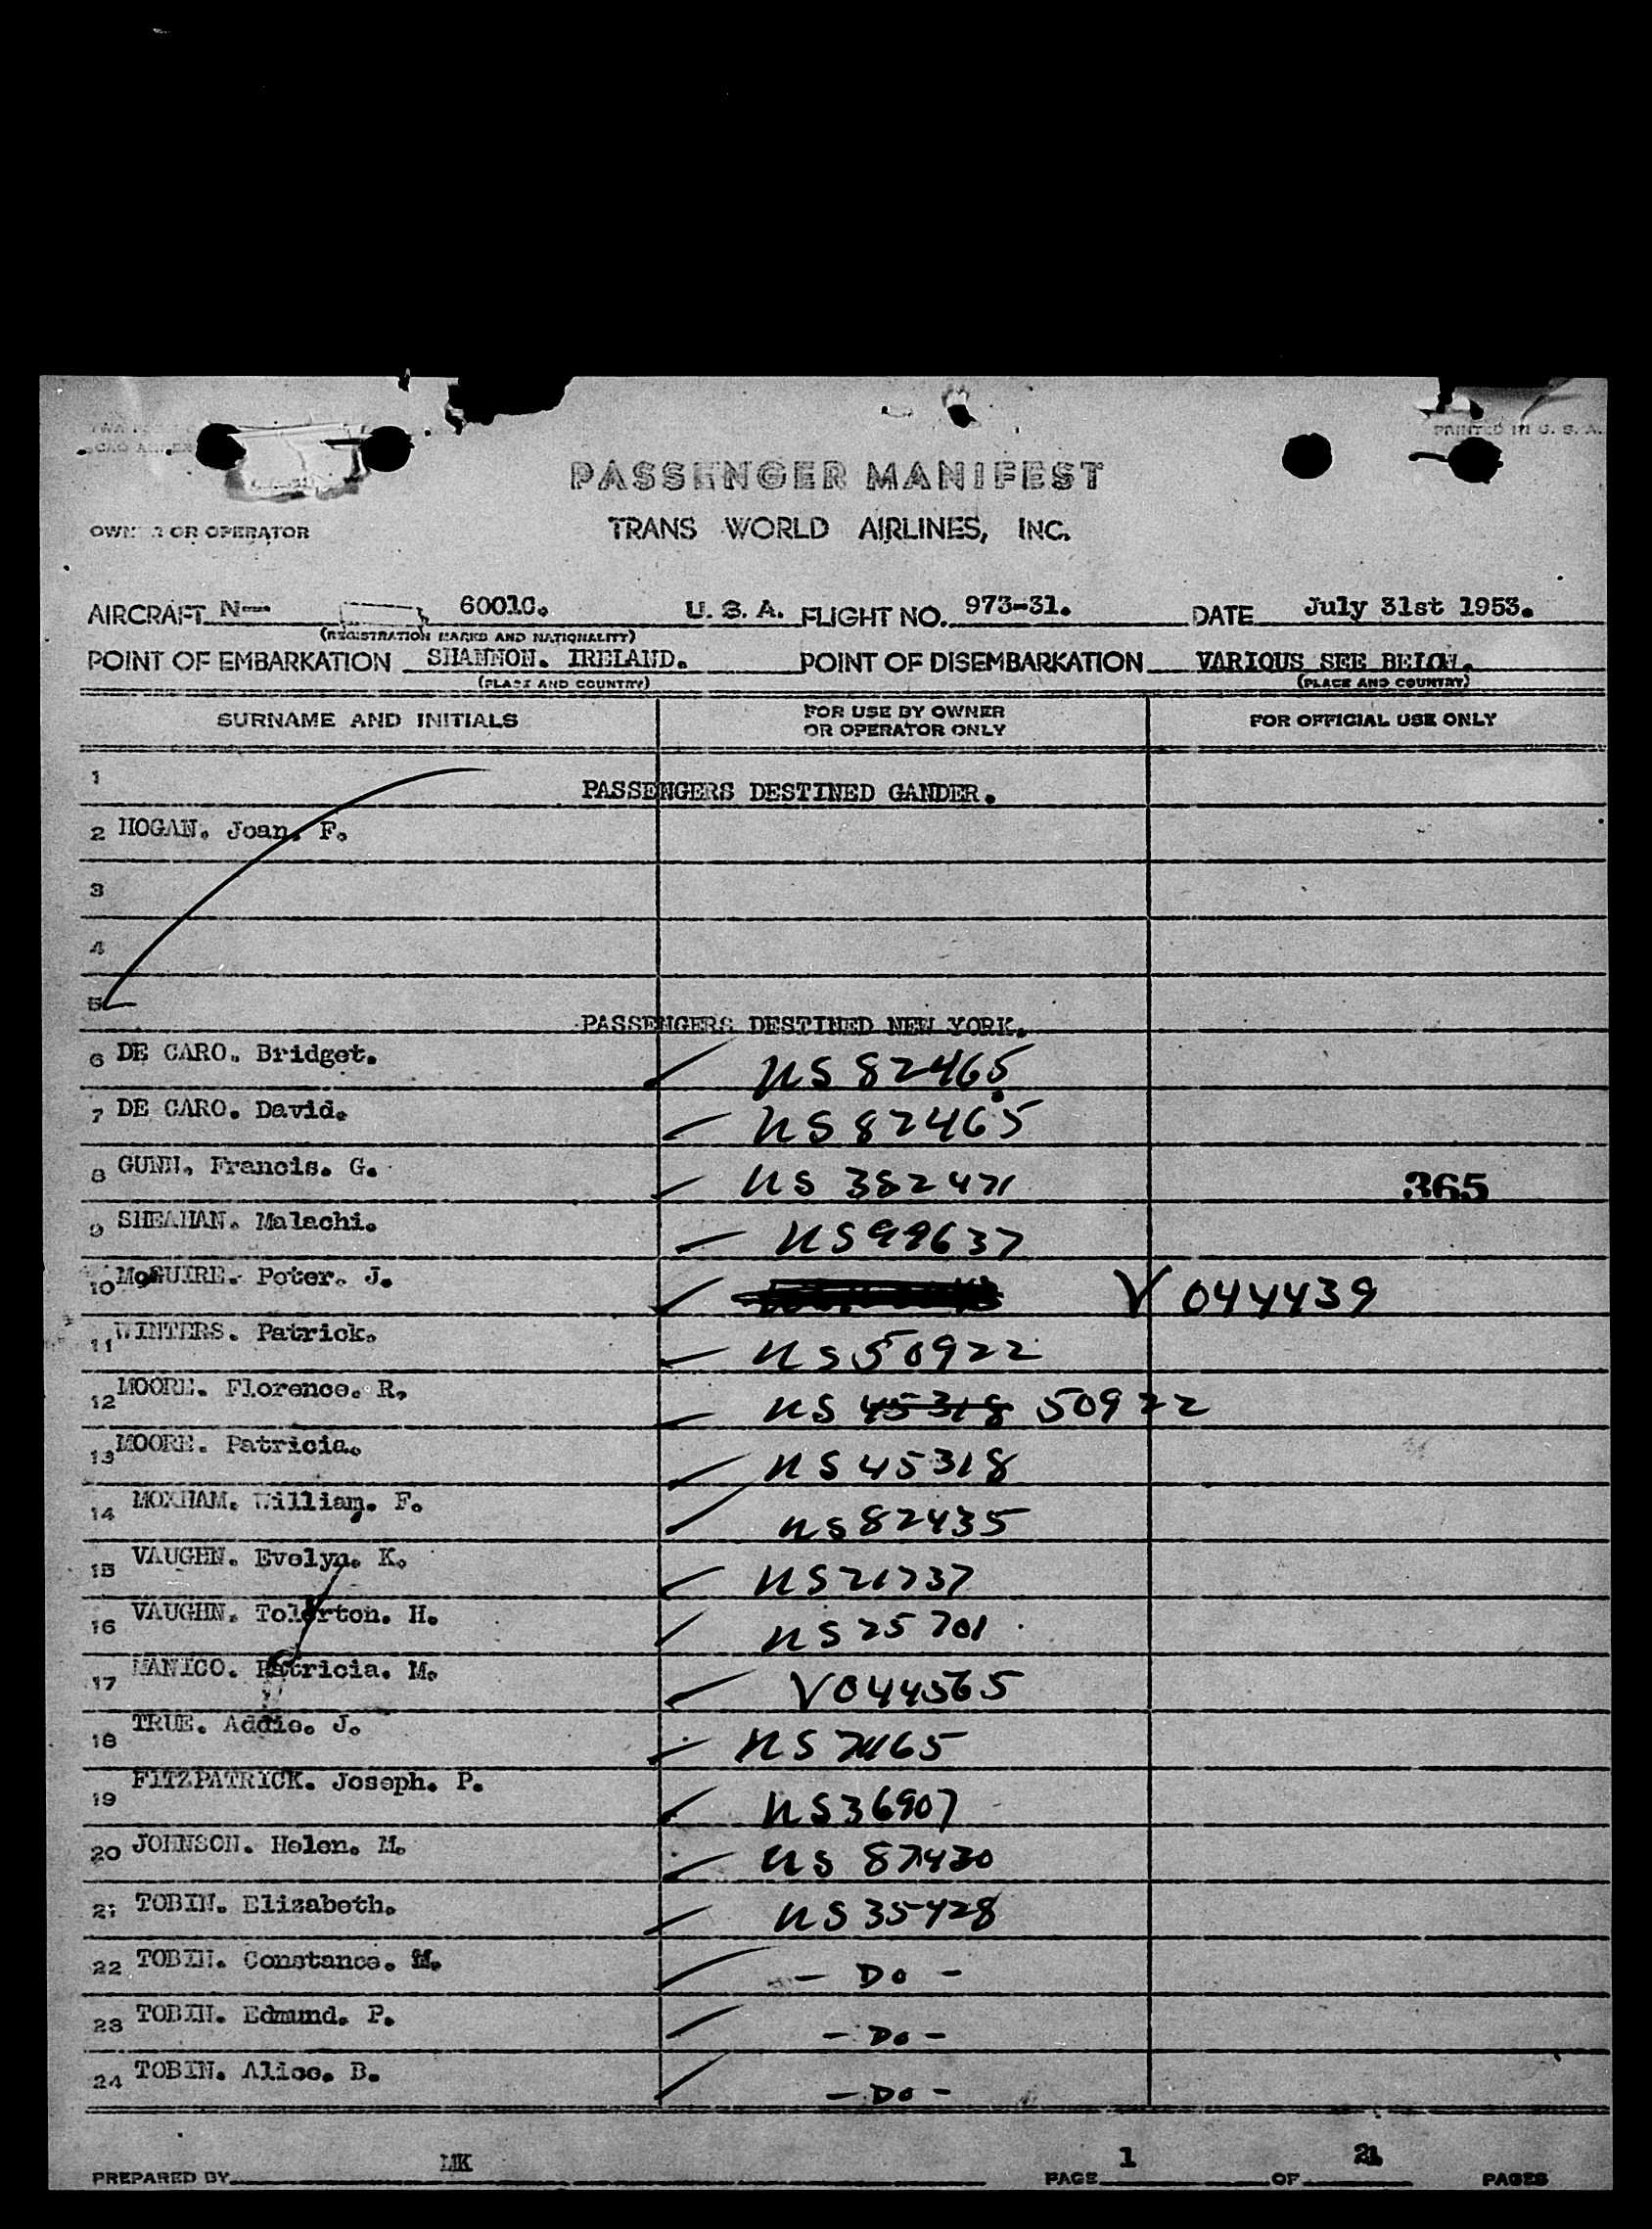 PRINTED IN U. S. A.
PASSENGER MANIFEST
OWNER OR OPERATOR TRANS WORLD AIRLINES, INC.
AIRCRAFT N-- 60010. U. S. A. FLIGHT NO. 973-31. DATE July 31st 1953.
(REGISTRATION MARKS AND NATIONALITY)
POINT OF EMBARKATION SHANNON. IRELAND. POINT OF DISEMBARKATION VARIOUS SEE BELOW.
(PLACE AND COUNTRY) (PLACE AND COUNTRY)
SURNAME AND INITIALS FOR USE BY OWNER OR OPERATOR ONLY FOR OFFICIAL USE ONLY
1 PASSENGERS DESTINED GANDER.
2 HOGAN. Joan. F.
3
4
5 PASSENGERS DESTINED NEW YORK.
6 DE CARO. Bridget. US 82465
7 DE CARO. David. US 82465
8 GUNN. Francis. G. US 382471 365
9 SHEAHAN. Malachi. US 99637
10 McGUIRE. Peter. J. V 044439
11 WINTERS. Patrick. US 50922
12 MOORE. Florence. R. US 45318 50922
13 MOORE. Patricia. US 45318
14 MOXHAM. William. F. US 82435
15 VAUGHN. Evelyn. K. US 21737
16 VAUGHN. Tolerton. H. US 25701
17 MANICO. Patricia. M. V044565
18 TRUE. Addie. J. US
19 FITZPATRICK. Joseph. P. US 36907
20 JOHNSON. Helen. M. US 87430
21 TOBIN. Elizabeth. US 35428
22 TOBIN. Constance. M. - DO -
23 TOBIN. Edmund. P. - DO -
24 TOBIN. Alice. B. - DO -
PREPARED BY MK PAGE 1 OF PAGES